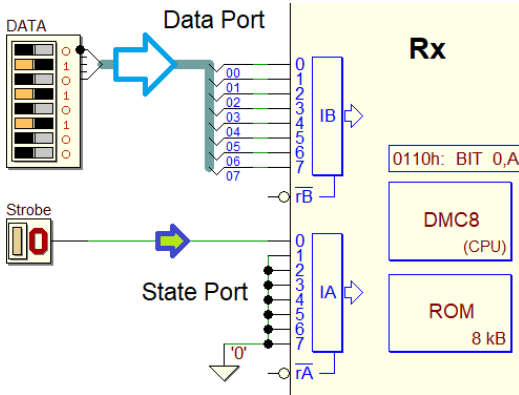 DATA
0
1
0
1
0
1
0
0
Data Port
00
01
02
03
04
05
06
07
0
1
2
3
4
5
6
7
IB
rB
Rx
0110h: BIT 0,A
DMC8
(CPU)
ROM
8 kB
Strobe
0
State Port
'0'
0
1
2
3
4
5
6
7
IA
rA